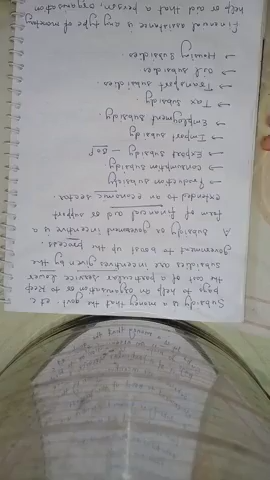 Subsidy is a money that the govt. etc
pays to help an organisation or to keep
the cost of a particular service lower
subsidies are incentives given by the
government to boost up the process.
A subsidy or government incentive is a
form of financial aid or support
extended to an economic sector.
→ Production subsidy
→ Consumption subsidy
→ Export subsidy
→ Import subsidy
→ Employment subsidy
→ Tax subsidy
→ Transport subsidies
→ Oil subsidies
→ Housing subsidies
Financial assistance is any type of monetary
help or aid that a person, organisation